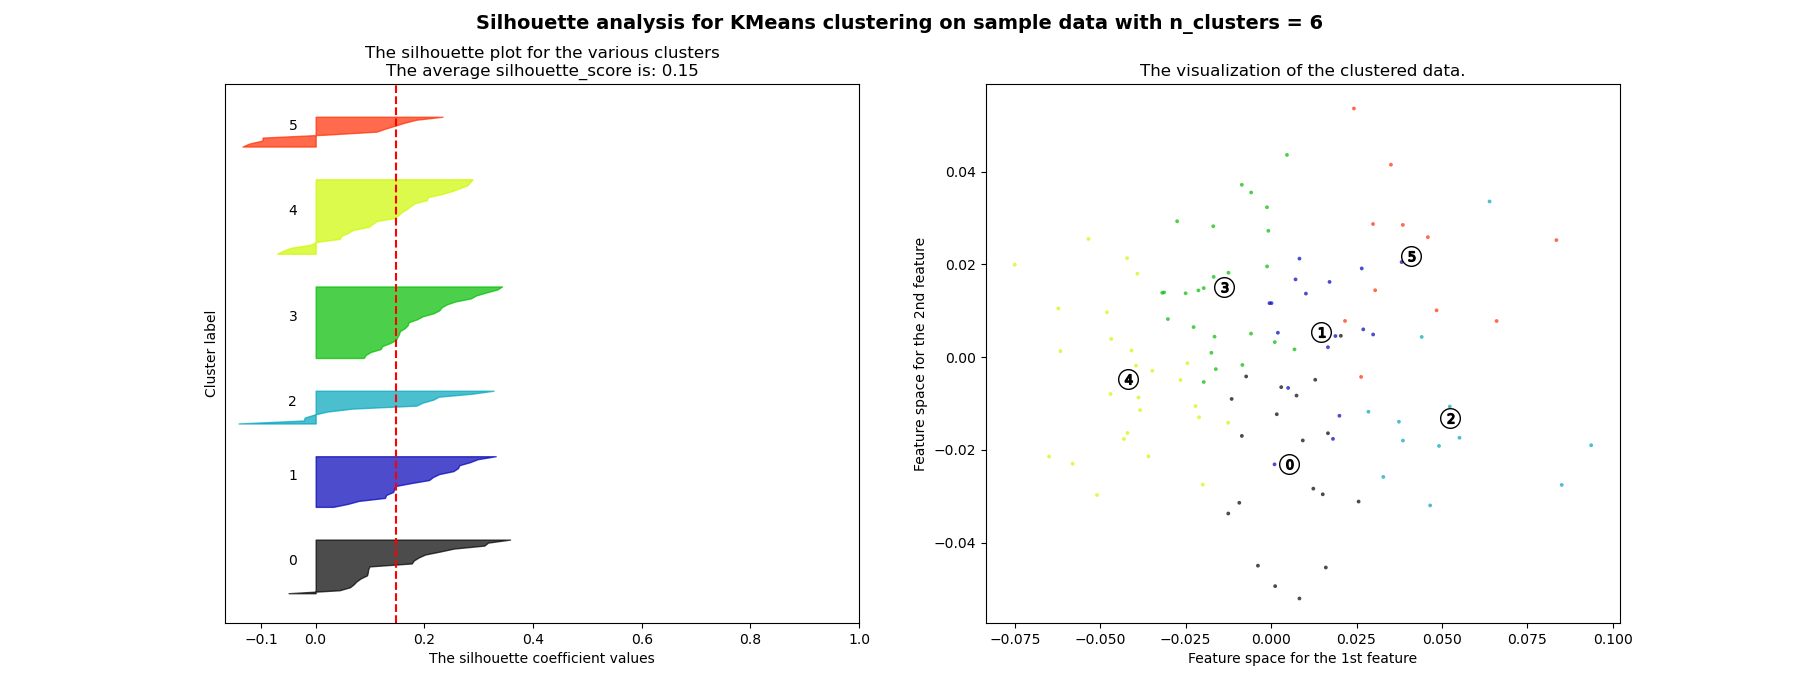 Silhouette analysis for KMeans clustering on sample data with n_clusters = 6
The silhouette plot for the various clusters
The average silhouette_score is: 0.15
5
4
3
2
1
0
Cluster label
−0.1 0.0 0.2 0.4 0.6 0.8 1.0
The silhouette coefficient values
The visualization of the clustered data.
0.04
0.02
0.00
−0.02
−0.04
Feature space for the 2nd feature
5
3
1
4
2
0
−0.075 −0.050 −0.025 0.000 0.025 0.050 0.075 0.100
Feature space for the 1st feature